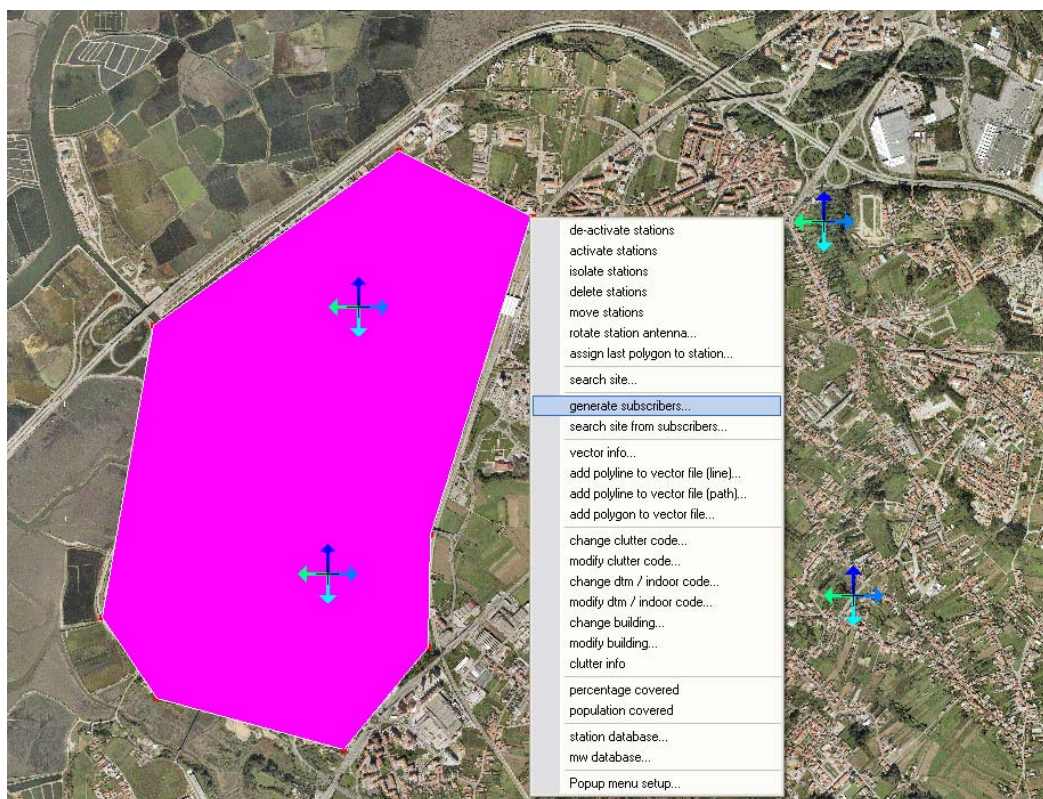 de-activate stations
activate stations
isolate stations
delete stations
move stations
rotate station antenna...
assign last polygon to station...
search site...
generate subscribers...
search site from subscribers...
vector info...
add polyline to vector file (line)...
add polyline to vector file (path)...
add polygon to vector file...
change clutter code...
modify clutter code...
change dtm / indoor code...
modify dtm / indoor code...
change building...
modify building...
clutter info
percentage covered
population covered
station database...
mw database...
Popup menu setup...